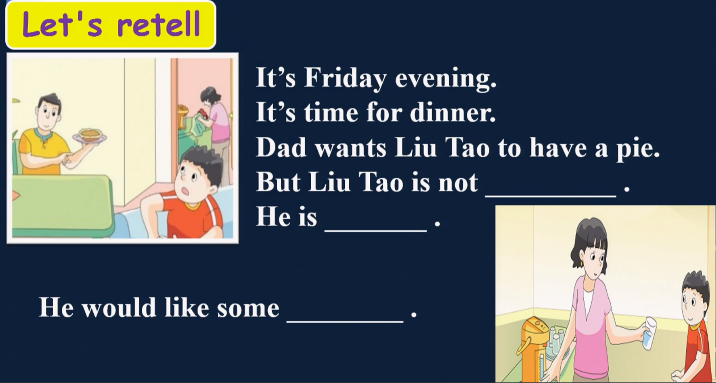 Let's retell
It’s Friday evening.
It’s time for dinner.
Dad wants Liu Tao to have a pie.
But Liu Tao is not _________ .
He is _______ .
He would like some ________ .